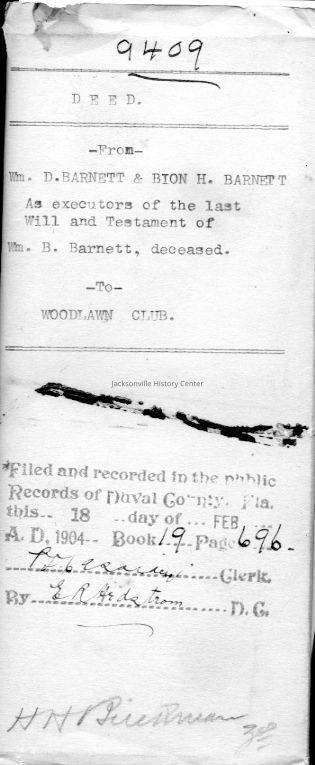 9409
DEED.
-From-
Wm. D.BARNETT & BION H. BARNETT
As executors of the last
Will and Testament of
Wm. B. Barnett, deceased.
-To-
WOODLAWN CLUB.
Jacksonville History Center
Filed and recorded in the public
Records of Duval County, Fla.
this-- 18 ..day of ... FEB
A. D, 1904-- Book 19 Page 696.
Clerk.
By E R Hedstrom D. C.
H H